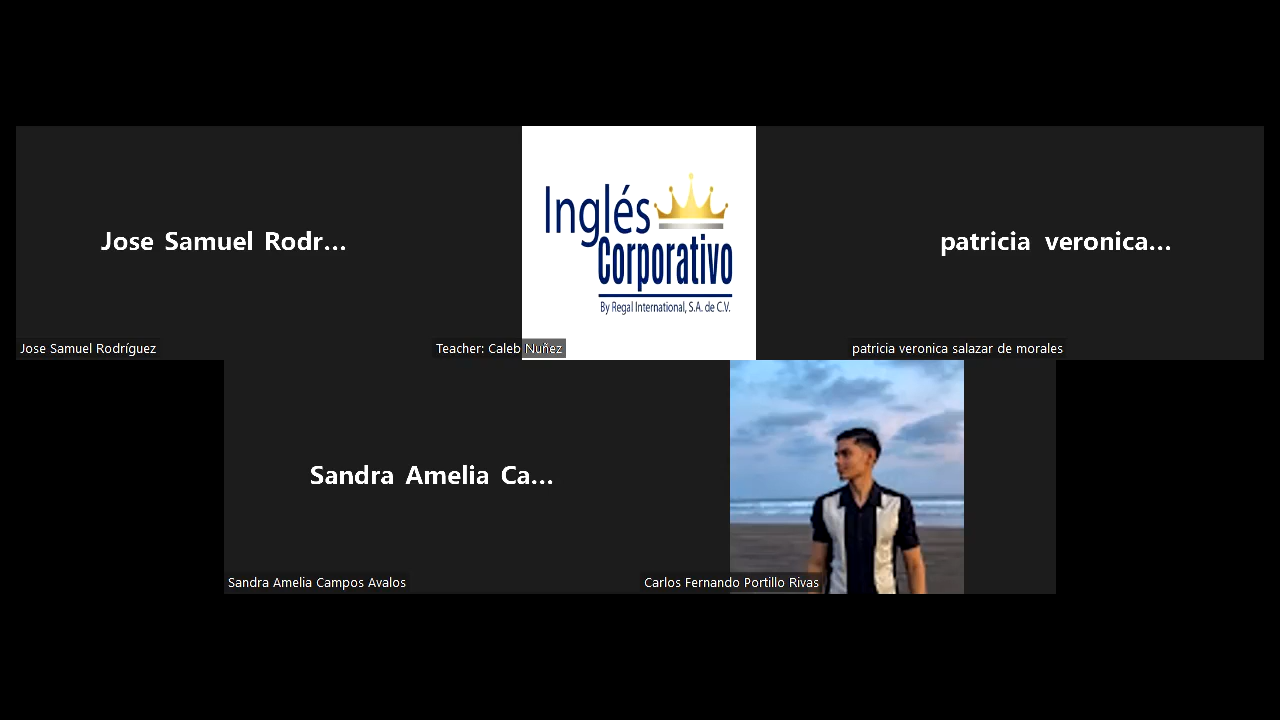 Jose Samuel Rodr...
Jose Samuel Rodríguez
Inglés
Corporativo
By Regal International, S.A. de C.V.
Teacher: Caleb Nuñez
patricia veronica...
patricia veronica salazar de morales
Sandra Amelia Ca...
Sandra Amelia Campos Avalos
Carlos Fernando Portillo Rivas